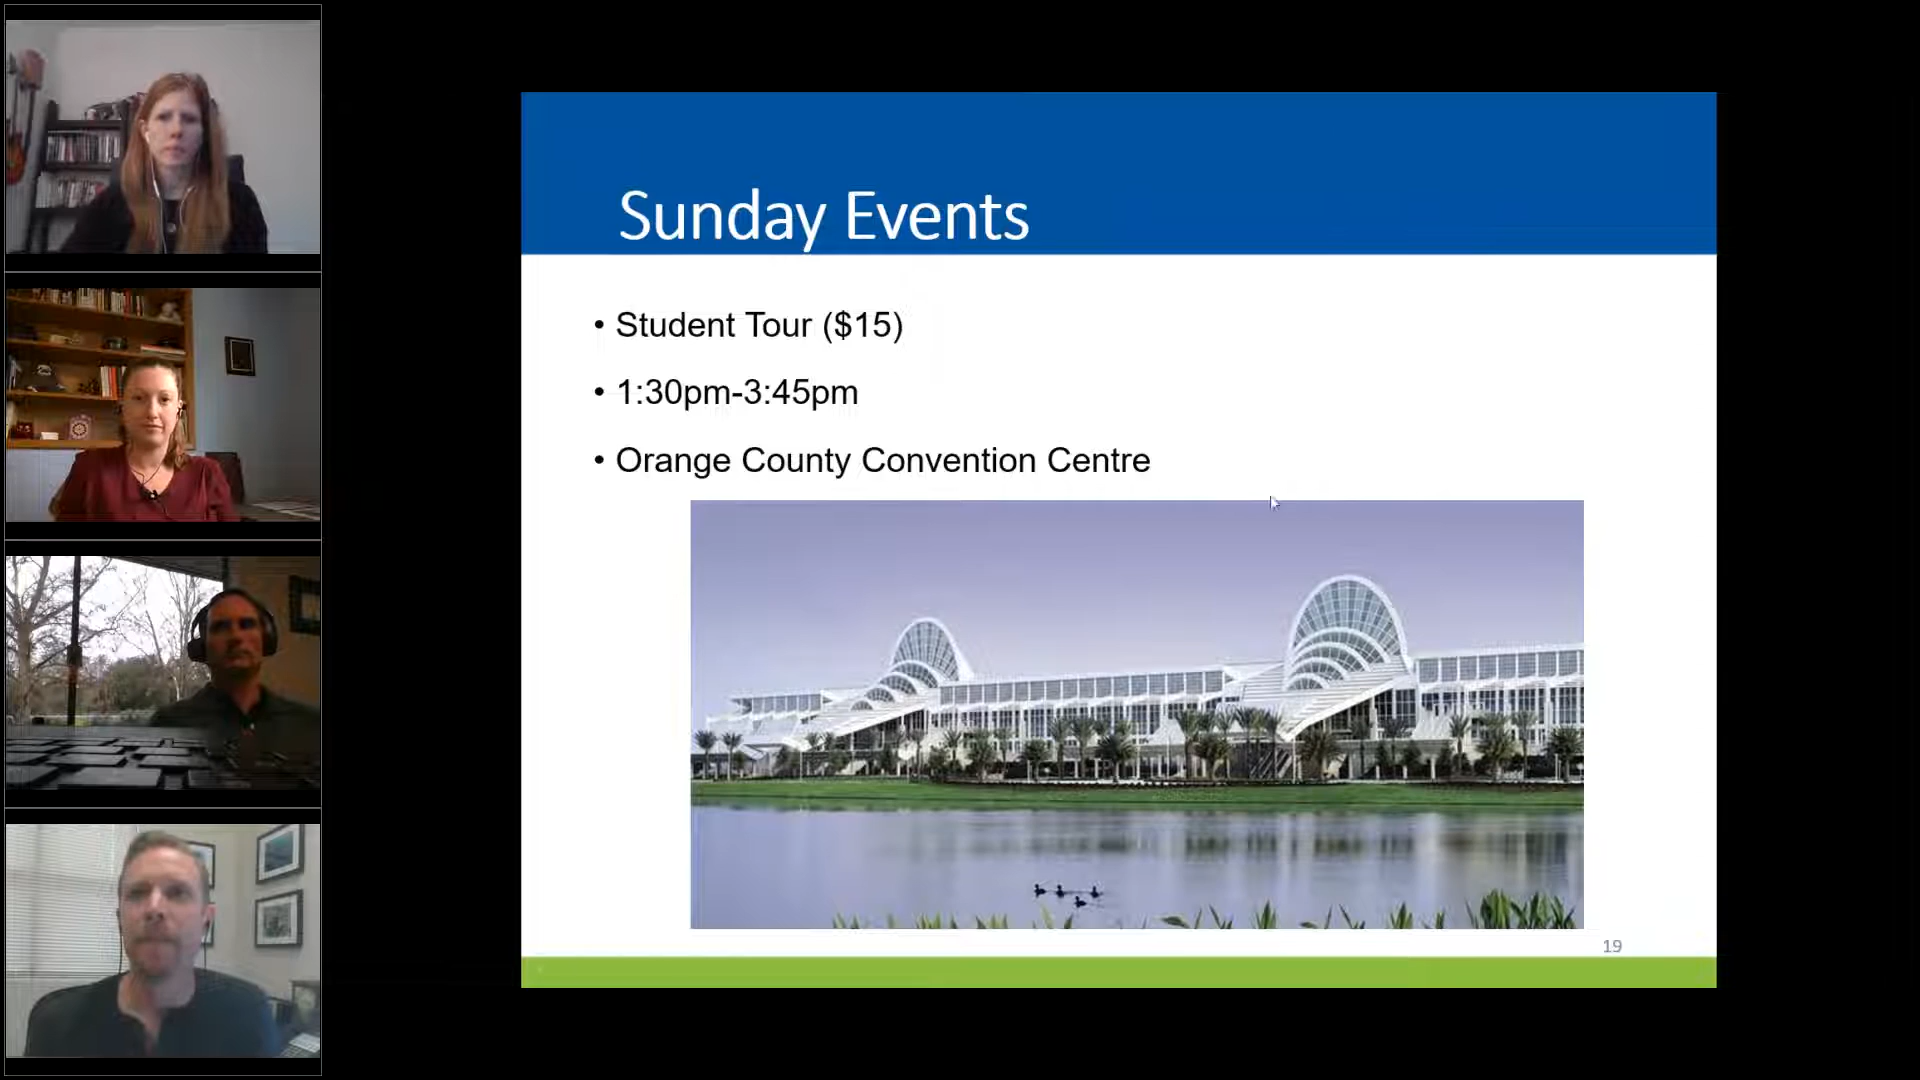 Sunday Events
• Student Tour ($15)
• 1:30pm-3:45pm
• Orange County Convention Centre
19